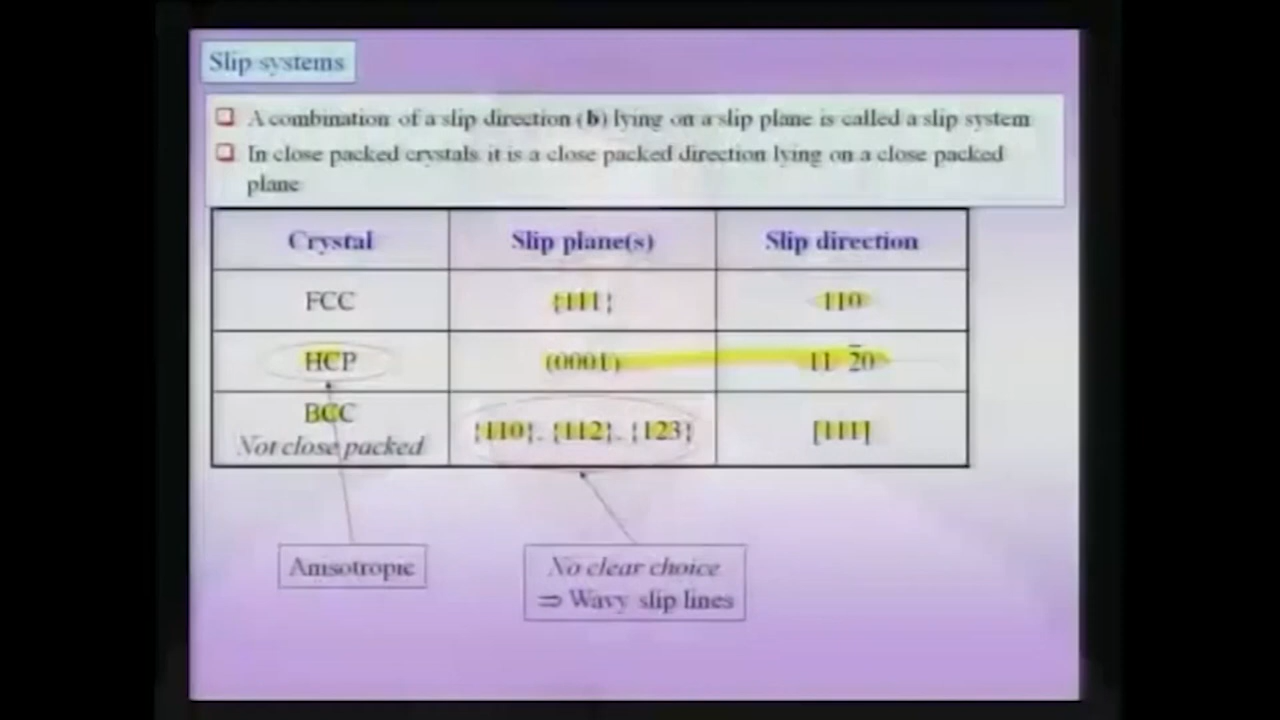 Slip systems
❑ A combination of a slip direction (b) lying on a slip plane is called a slip system
❑ In close packed crystals it is a close packed direction lying on a close packed
plane
Crystal Slip plane(s) Slip direction
FCC {111} 110
HCP (0001) 11 2̅0
BCC
Not close packed {110}. {112}. {123} [111]
Anisotropic
No clear choice
⇒ Wavy slip lines